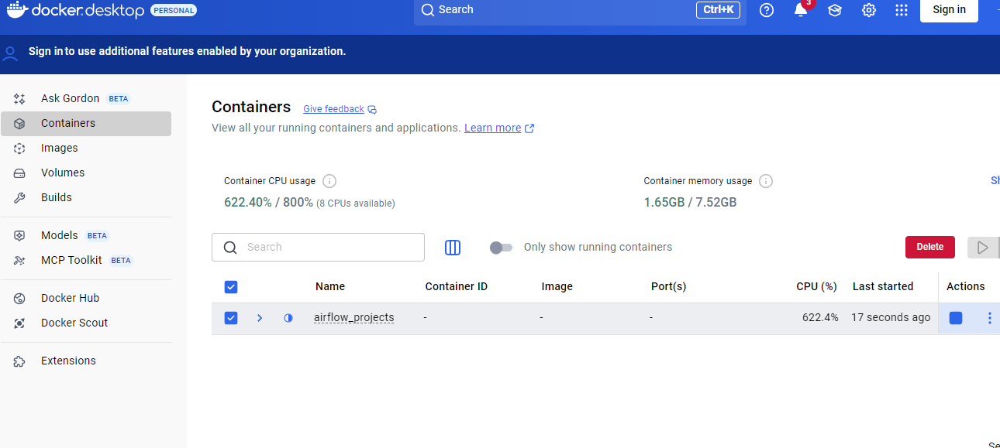 docker.desktop PERSONAL
Search
Ctrl+K
3
Sign in
Sign in to use additional features enabled by your organization.
Ask Gordon BETA
Containers
Images
Volumes
Builds
Models BETA
MCP Toolkit BETA
Docker Hub
Docker Scout
Extensions
Containers Give feedback
View all your running containers and applications. Learn more
Container CPU usage
622.40% / 800% (8 CPUs available)
Container memory usage
1.65GB / 7.52GB
Search
Only show running containers
Delete
Name Container ID Image Port(s) CPU (%) Last started Actions
airflow_projects - - - 622.4% 17 seconds ago